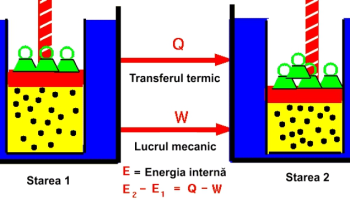 Q
Transferul termic
W
Lucrul mecanic
E = Energia internă
E₂ – E₁ = Q – W
Starea 1
Starea 2